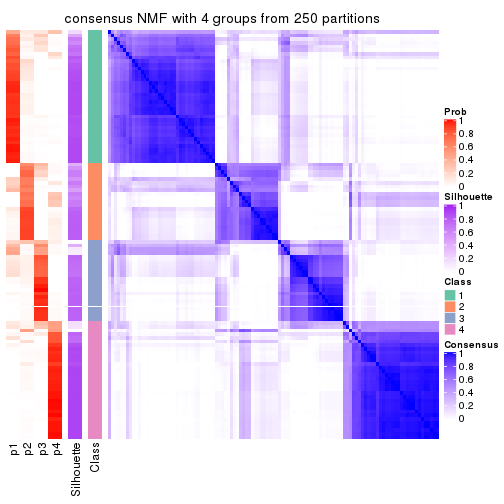 consensus NMF with 4 groups from 250 partitions
p1
p2
p3
p4
Silhouette
Class
Prob
1
0.8
0.6
0.4
0.2
0
Silhouette
1
0.8
0.6
0.4
0.2
0
Class
1
2
3
4
Consensus
1
0.8
0.6
0.4
0.2
0